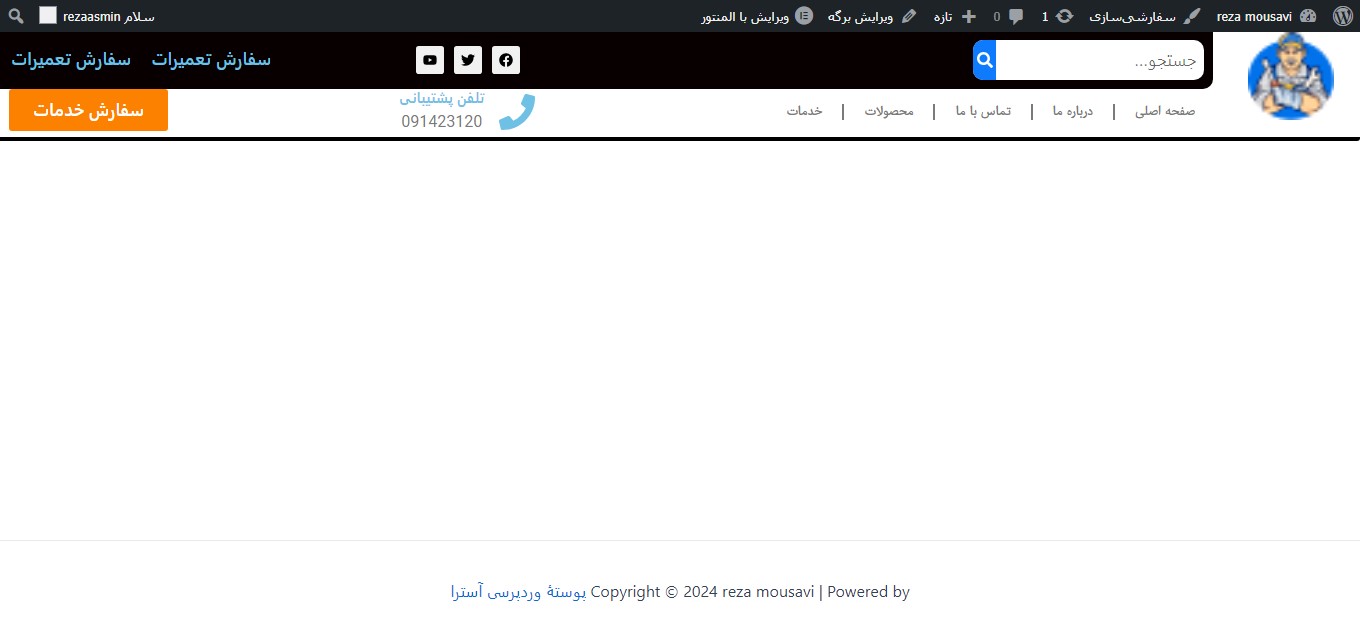 reza mousavi سفارشی‌سازی 1 0 تازه ویرایش برگه ویرایش با المنتور سلام rezaasmin
جستجو... سفارش تعمیرات سفارش تعمیرات
صفحه اصلی | درباره ما | تماس با ما | محصولات | خدمات
تلفن پشتیبانی
091423120
سفارش خدمات
Copyright © 2024 reza mousavi | Powered by پوستهٔ وردپرسی آسترا